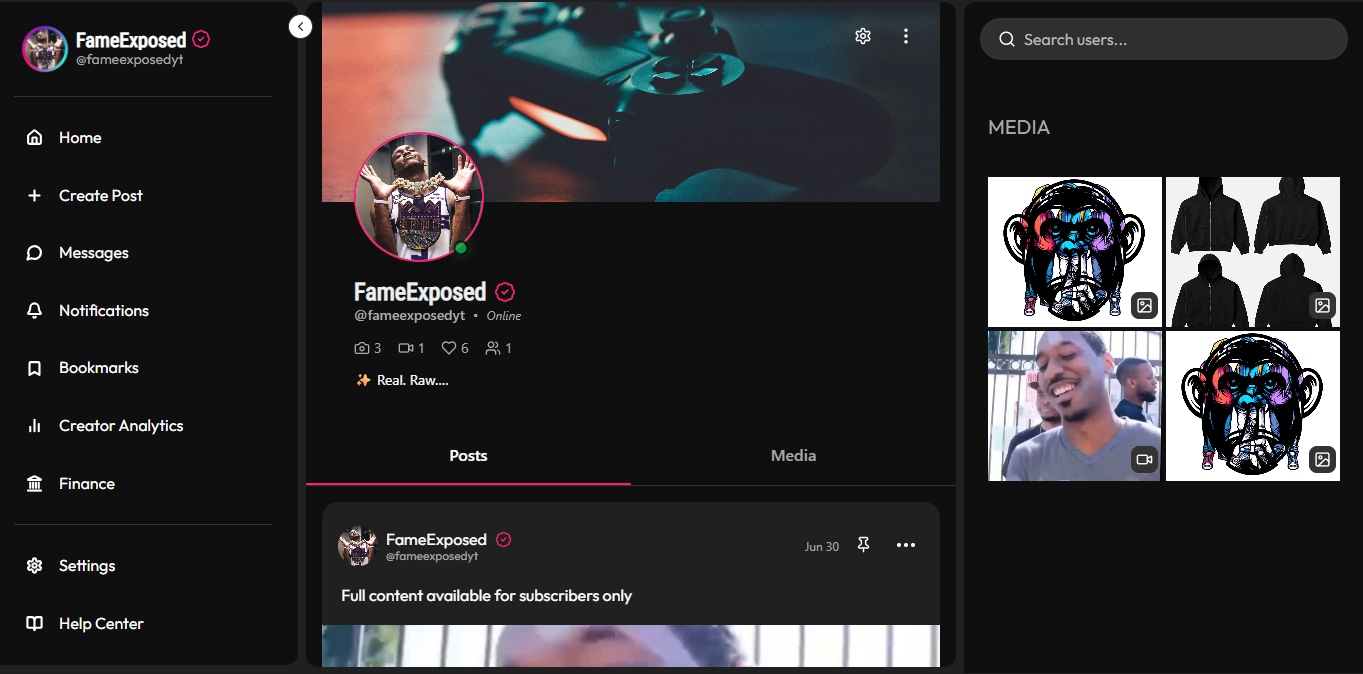 FameExposed
@fameexposedyt
Home
Create Post
Messages
Notifications
Bookmarks
Creator Analytics
Finance
Settings
Help Center
FameExposed
@fameexposedyt • Online
3 1 6 1
✨ Real. Raw....
Posts Media
FameExposed
@fameexposedyt
Jun 30
Full content available for subscribers only
Search users...
MEDIA